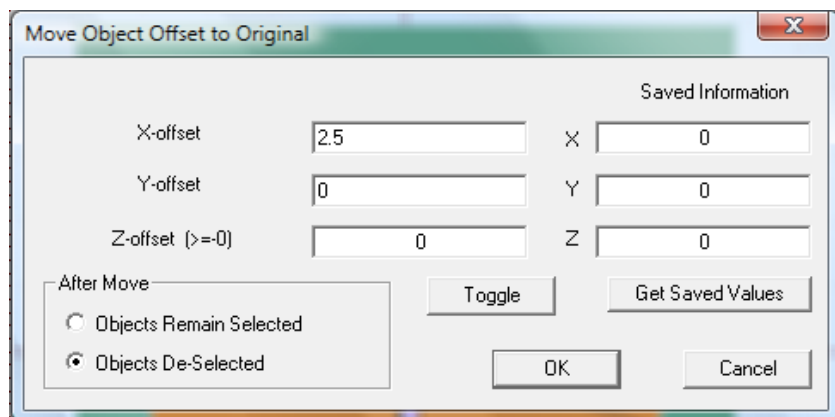 Move Object Offset to Original
Saved Information
X-offset 2.5 X 0
Y-offset 0 Y 0
Z-offset (>=-0) 0 Z 0
After Move
Objects Remain Selected
Objects De-Selected
Toggle
Get Saved Values
OK
Cancel